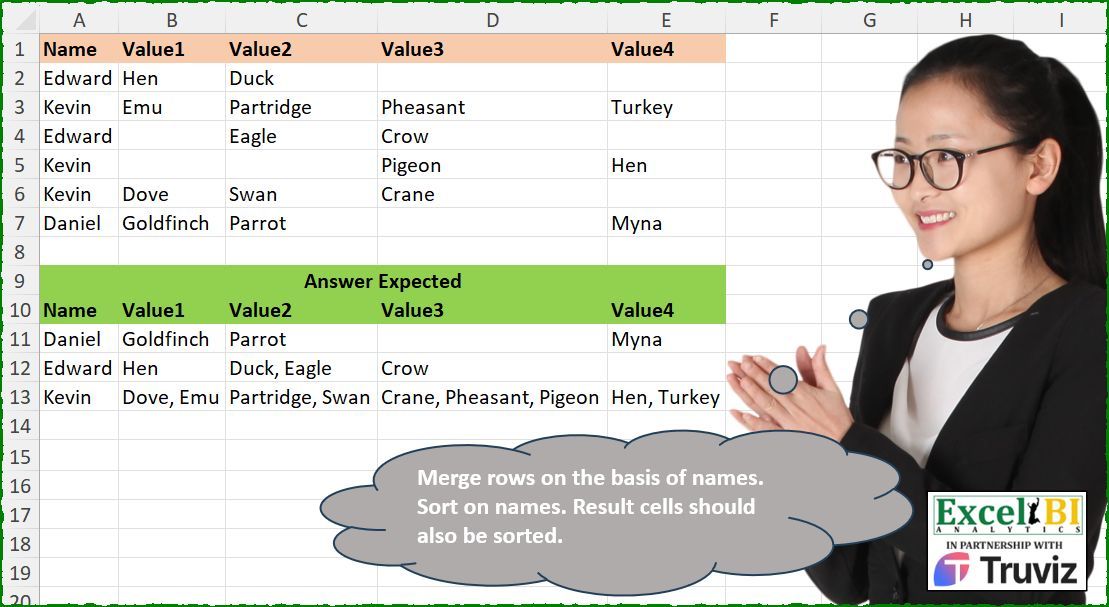 A B C D E F G H I
1 Name Value1 Value2 Value3 Value4
2 Edward Hen Duck
3 Kevin Emu Partridge Pheasant Turkey
4 Edward Eagle Crow
5 Kevin Pigeon Hen
6 Kevin Dove Swan Crane
7 Daniel Goldfinch Parrot Myna
8
9 Answer Expected
10 Name Value1 Value2 Value3 Value4
11 Daniel Goldfinch Parrot Myna
12 Edward Hen Duck, Eagle Crow
13 Kevin Dove, Emu Partridge, Swan Crane, Pheasant, Pigeon Hen, Turkey
14
15
16
17
18
19
20
Merge rows on the basis of names.
Sort on names. Result cells should
also be sorted.
Excel BI
ANALYTICS
IN PARTNERSHIP WITH
Truviz